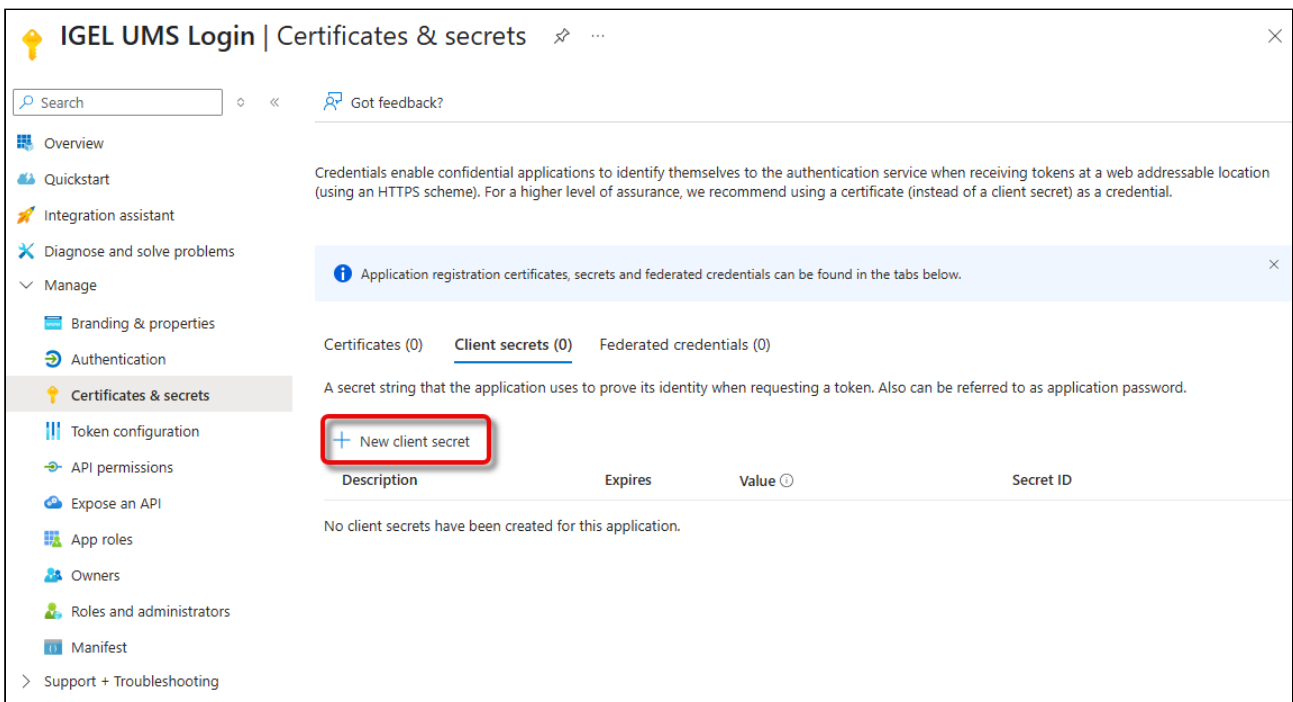 IGEL UMS Login | Certificates & secrets
Search
Got feedback?
Overview
Quickstart
Integration assistant
Diagnose and solve problems
Manage
Branding & properties
Authentication
Certificates & secrets
Token configuration
API permissions
Expose an API
App roles
Owners
Roles and administrators
Manifest
Support + Troubleshooting
Credentials enable confidential applications to identify themselves to the authentication service when receiving tokens at a web addressable location
(using an HTTPS scheme). For a higher level of assurance, we recommend using a certificate (instead of a client secret) as a credential.
Application registration certificates, secrets and federated credentials can be found in the tabs below.
Certificates (0) Client secrets (0) Federated credentials (0)
A secret string that the application uses to prove its identity when requesting a token. Also can be referred to as application password.
New client secret
Description Expires Value Secret ID
No client secrets have been created for this application.